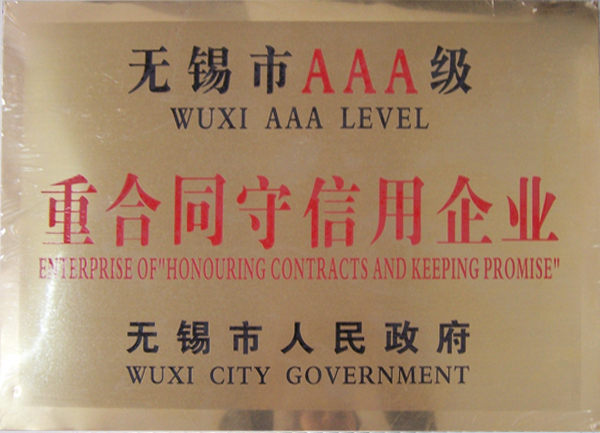 无锡市AAA级
WUXI AAA LEVEL
重合同守信用企业
ENTERPRISE OF"HONOURING CONTRACTS AND KEEPING PROMISE"
无锡市人民政府
WUXI CITY GOVERNMENT